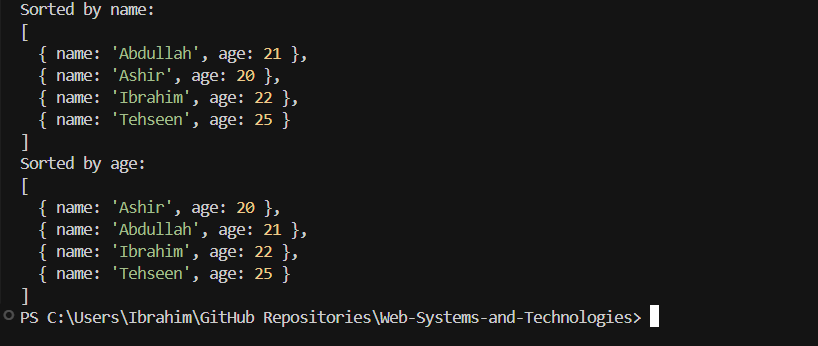 Sorted by name:
[
  { name: 'Abdullah', age: 21 },
  { name: 'Ashir', age: 20 },
  { name: 'Ibrahim', age: 22 },
  { name: 'Tehseen', age: 25 }
]
Sorted by age:
[
  { name: 'Ashir', age: 20 },
  { name: 'Abdullah', age: 21 },
  { name: 'Ibrahim', age: 22 },
  { name: 'Tehseen', age: 25 }
]
PS C:\Users\Ibrahim\GitHub Repositories\Web-Systems-and-Technologies>